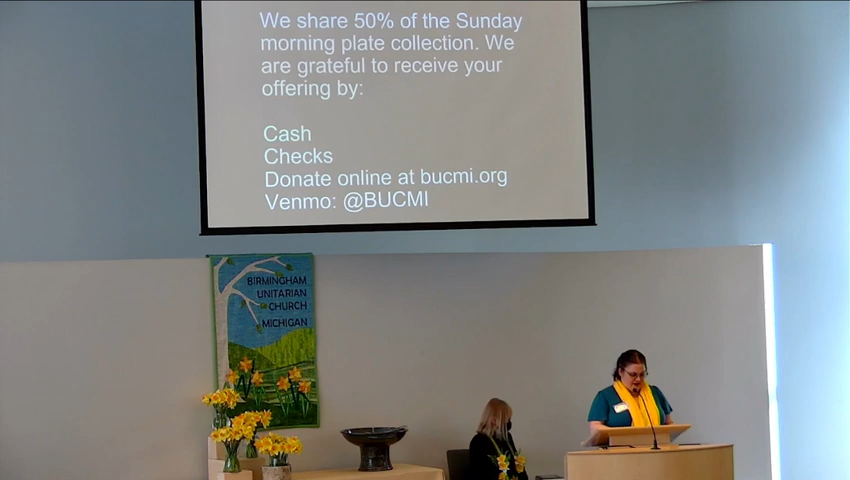 We share 50% of the Sunday
morning plate collection. We
are grateful to receive your
offering by:
Cash
Checks
Donate online at bucmi.org
Venmo: @BUCMI
BIRMINGHAM
UNITARIAN
CHURCH
MICHIGAN